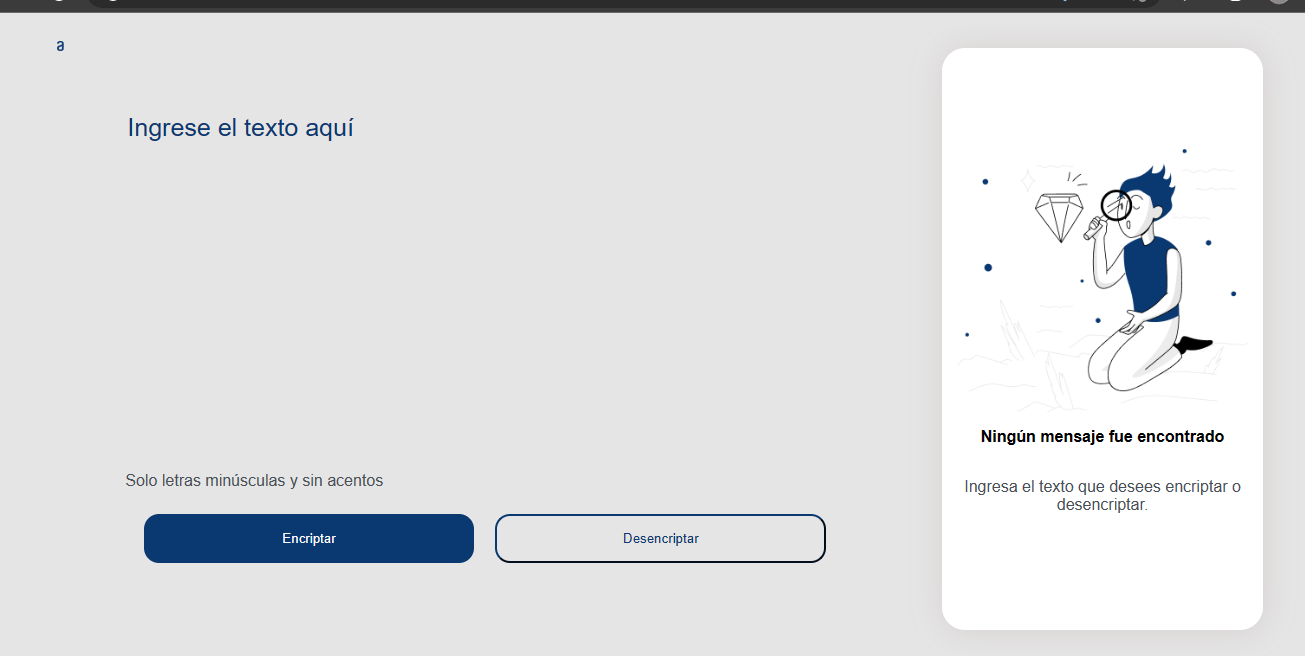 a
Ingrese el texto aquí
Solo letras minúsculas y sin acentos
Encriptar
Desencriptar
Ningún mensaje fue encontrado
Ingresa el texto que desees encriptar o
desencriptar.